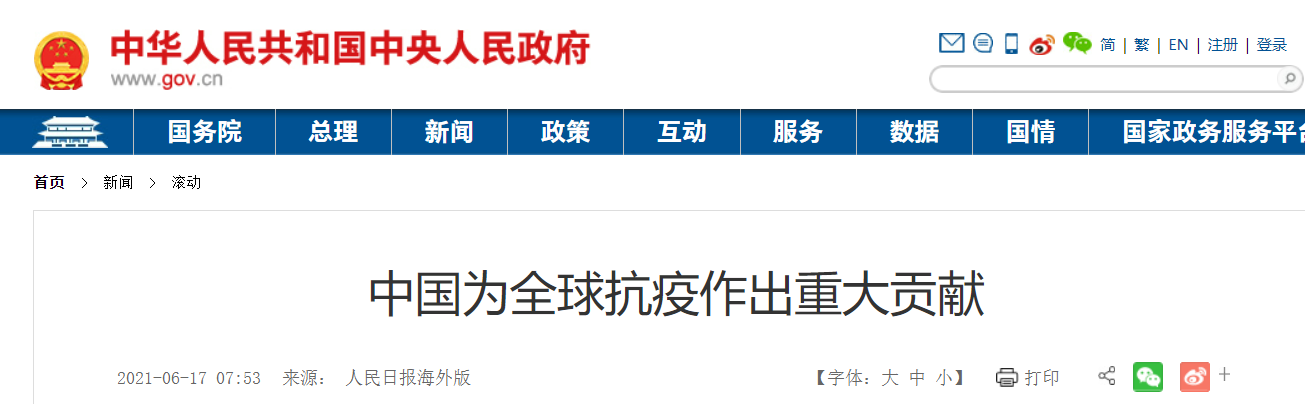 中华人民共和国中央人民政府
www.gov.cn
简 | 繁 | EN | 注册 | 登录
国务院 总理 新闻 政策 互动 服务 数据 国情 国家政务服务平台
首页 > 新闻 > 滚动
中国为全球抗疫作出重大贡献
2021-06-17 07:53 来源： 人民日报海外版 【字体：大 中 小】 打印